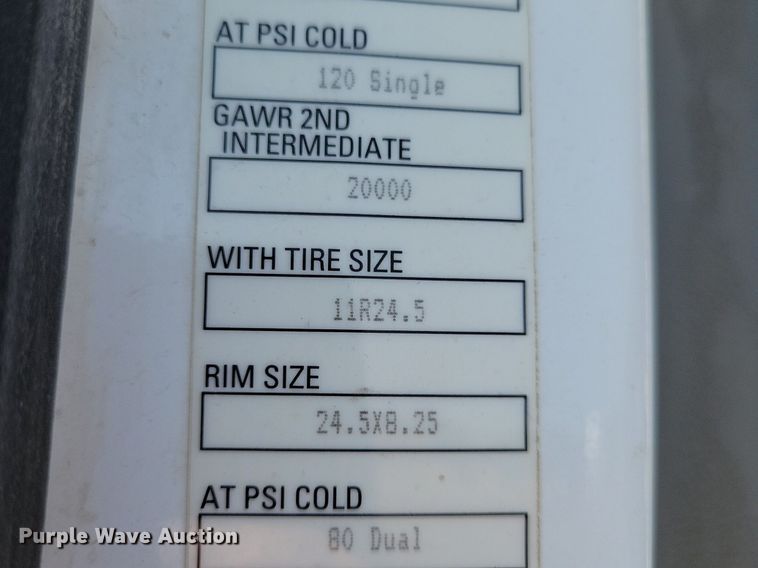 AT PSI COLD
120 Single
GAWR 2ND
INTERMEDIATE
20000
WITH TIRE SIZE
11R24.5
RIM SIZE
24.5X8.25
AT PSI COLD
80 Dual
Purple Wave Auction